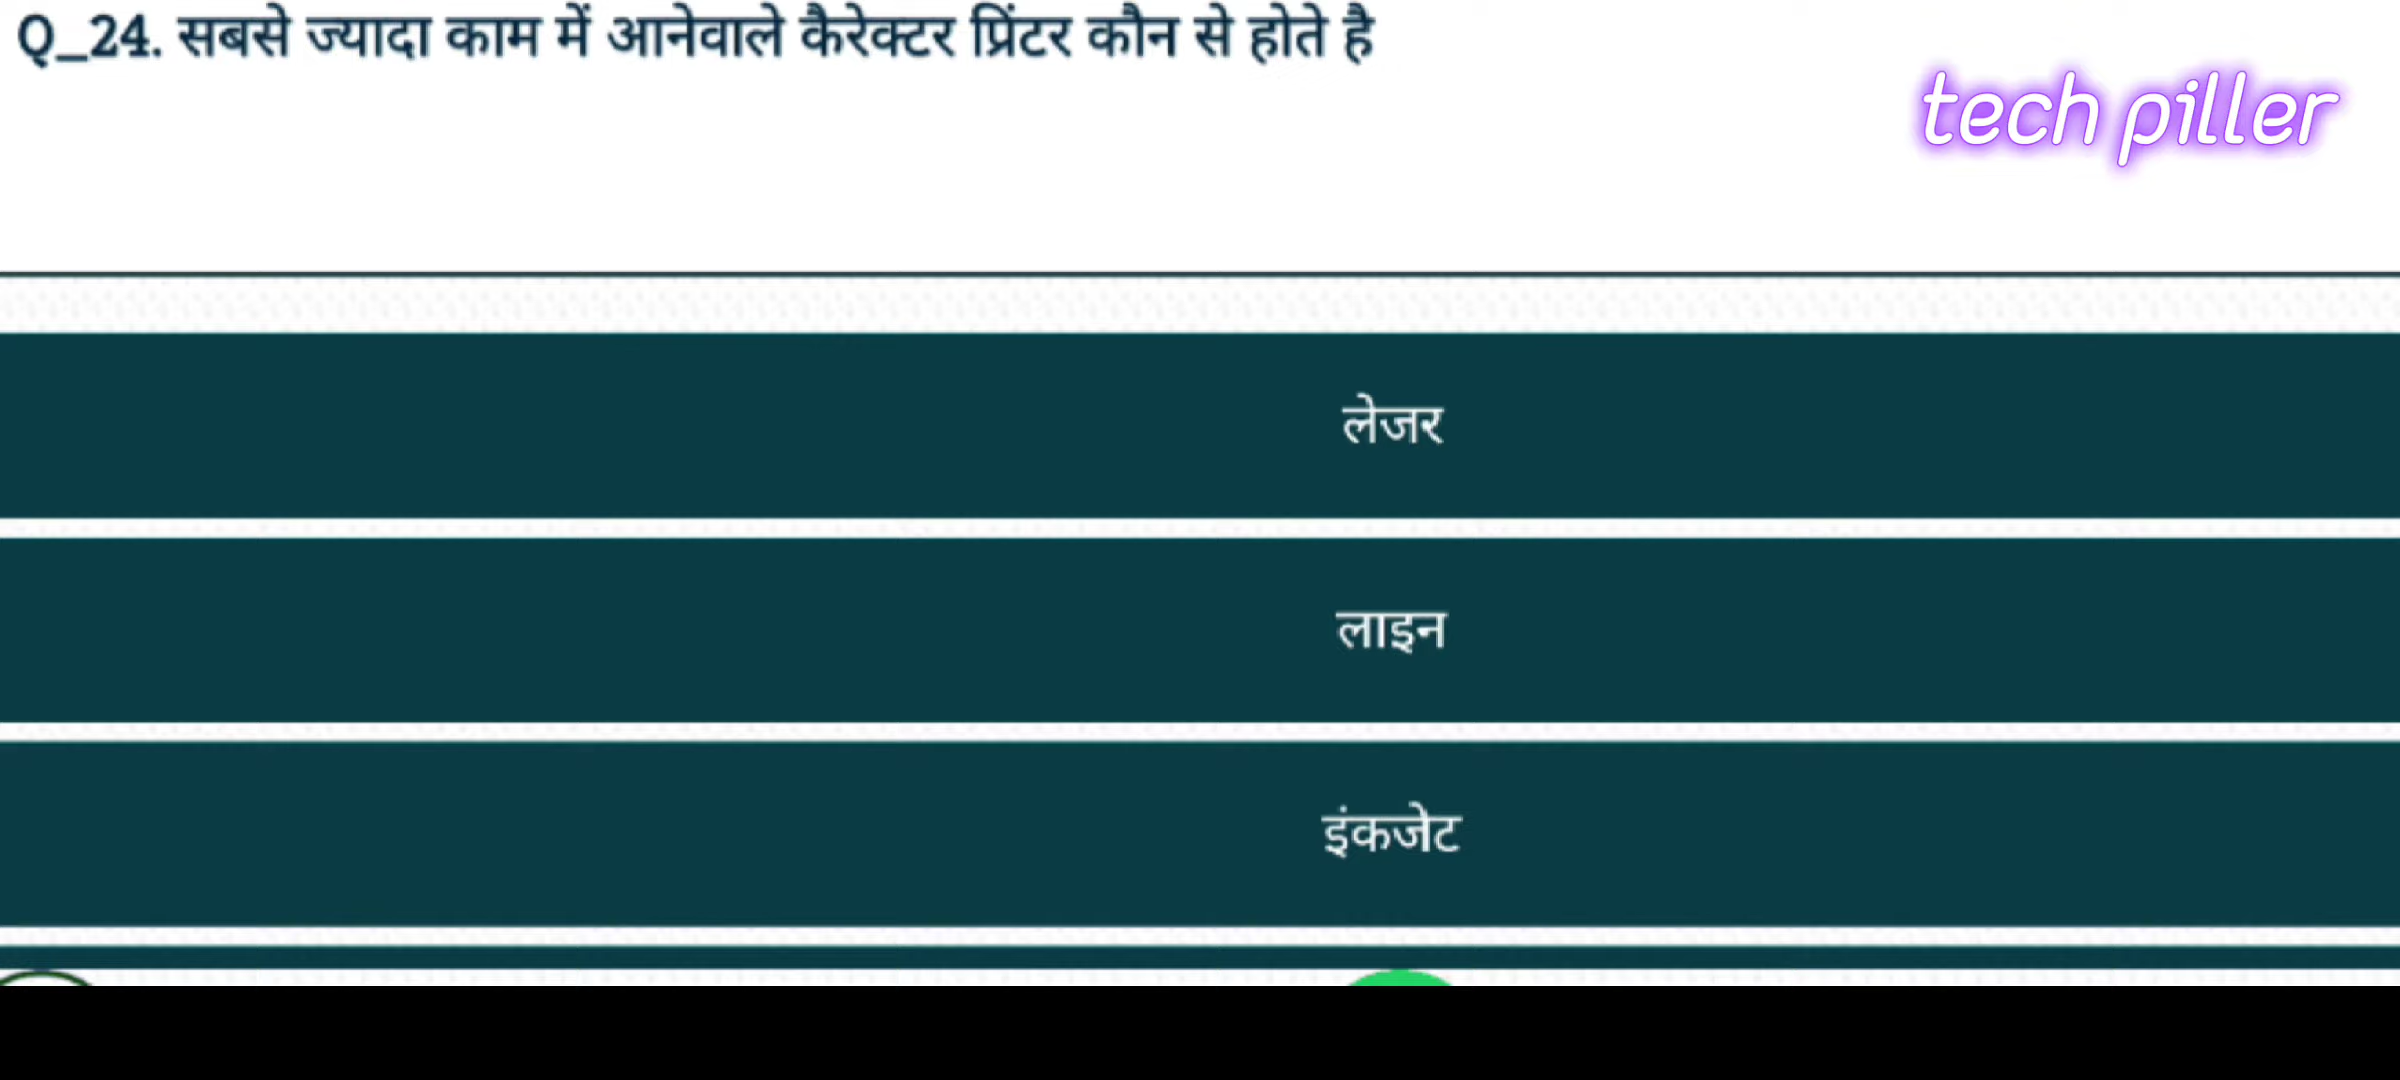 Q_24. सबसे ज्यादा काम में आनेवाले कैरेक्टर प्रिंटर कौन से होते है
tech piller
लेजर
लाइन
इंकजेट